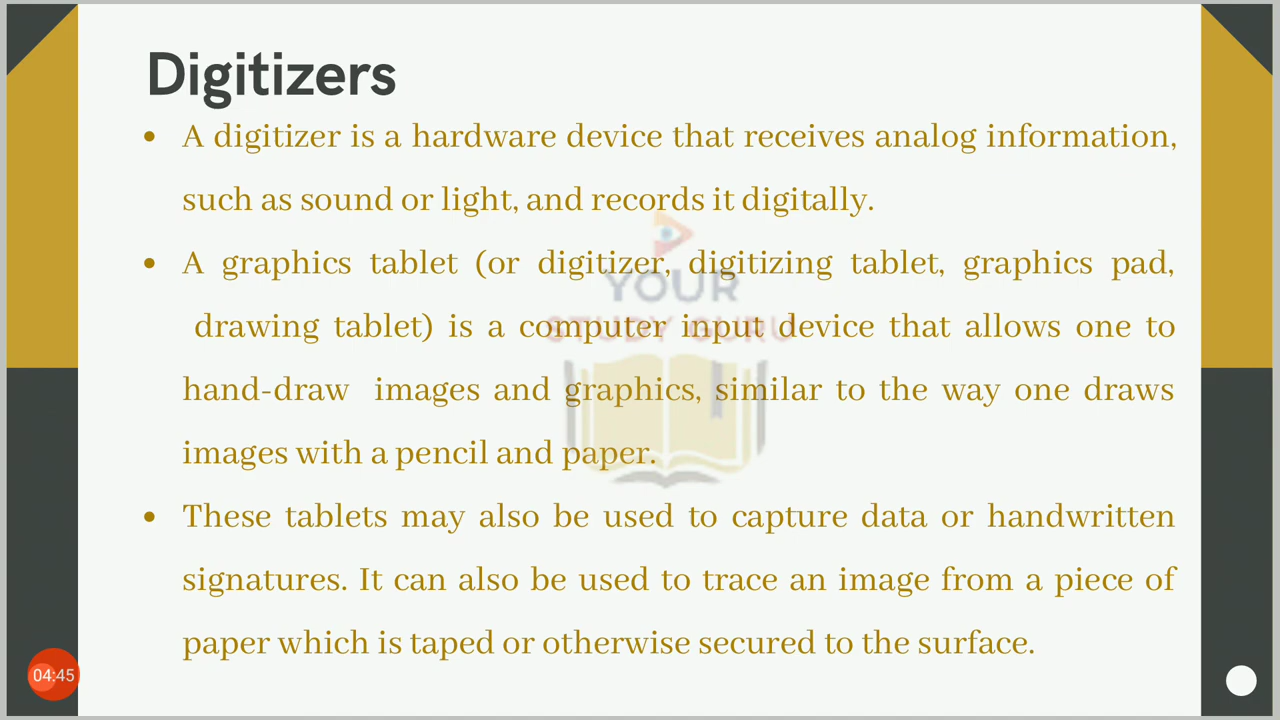 Digitizers
• A digitizer is a hardware device that receives analog information,
such as sound or light, and records it digitally.
• A graphics tablet (or digitizer, digitizing tablet, graphics pad,
drawing tablet) is a computer input device that allows one to
hand-draw images and graphics, similar to the way one draws
images with a pencil and paper.
• These tablets may also be used to capture data or handwritten
signatures. It can also be used to trace an image from a piece of
paper which is taped or otherwise secured to the surface.
YOUR
STUDY GURU
04:45